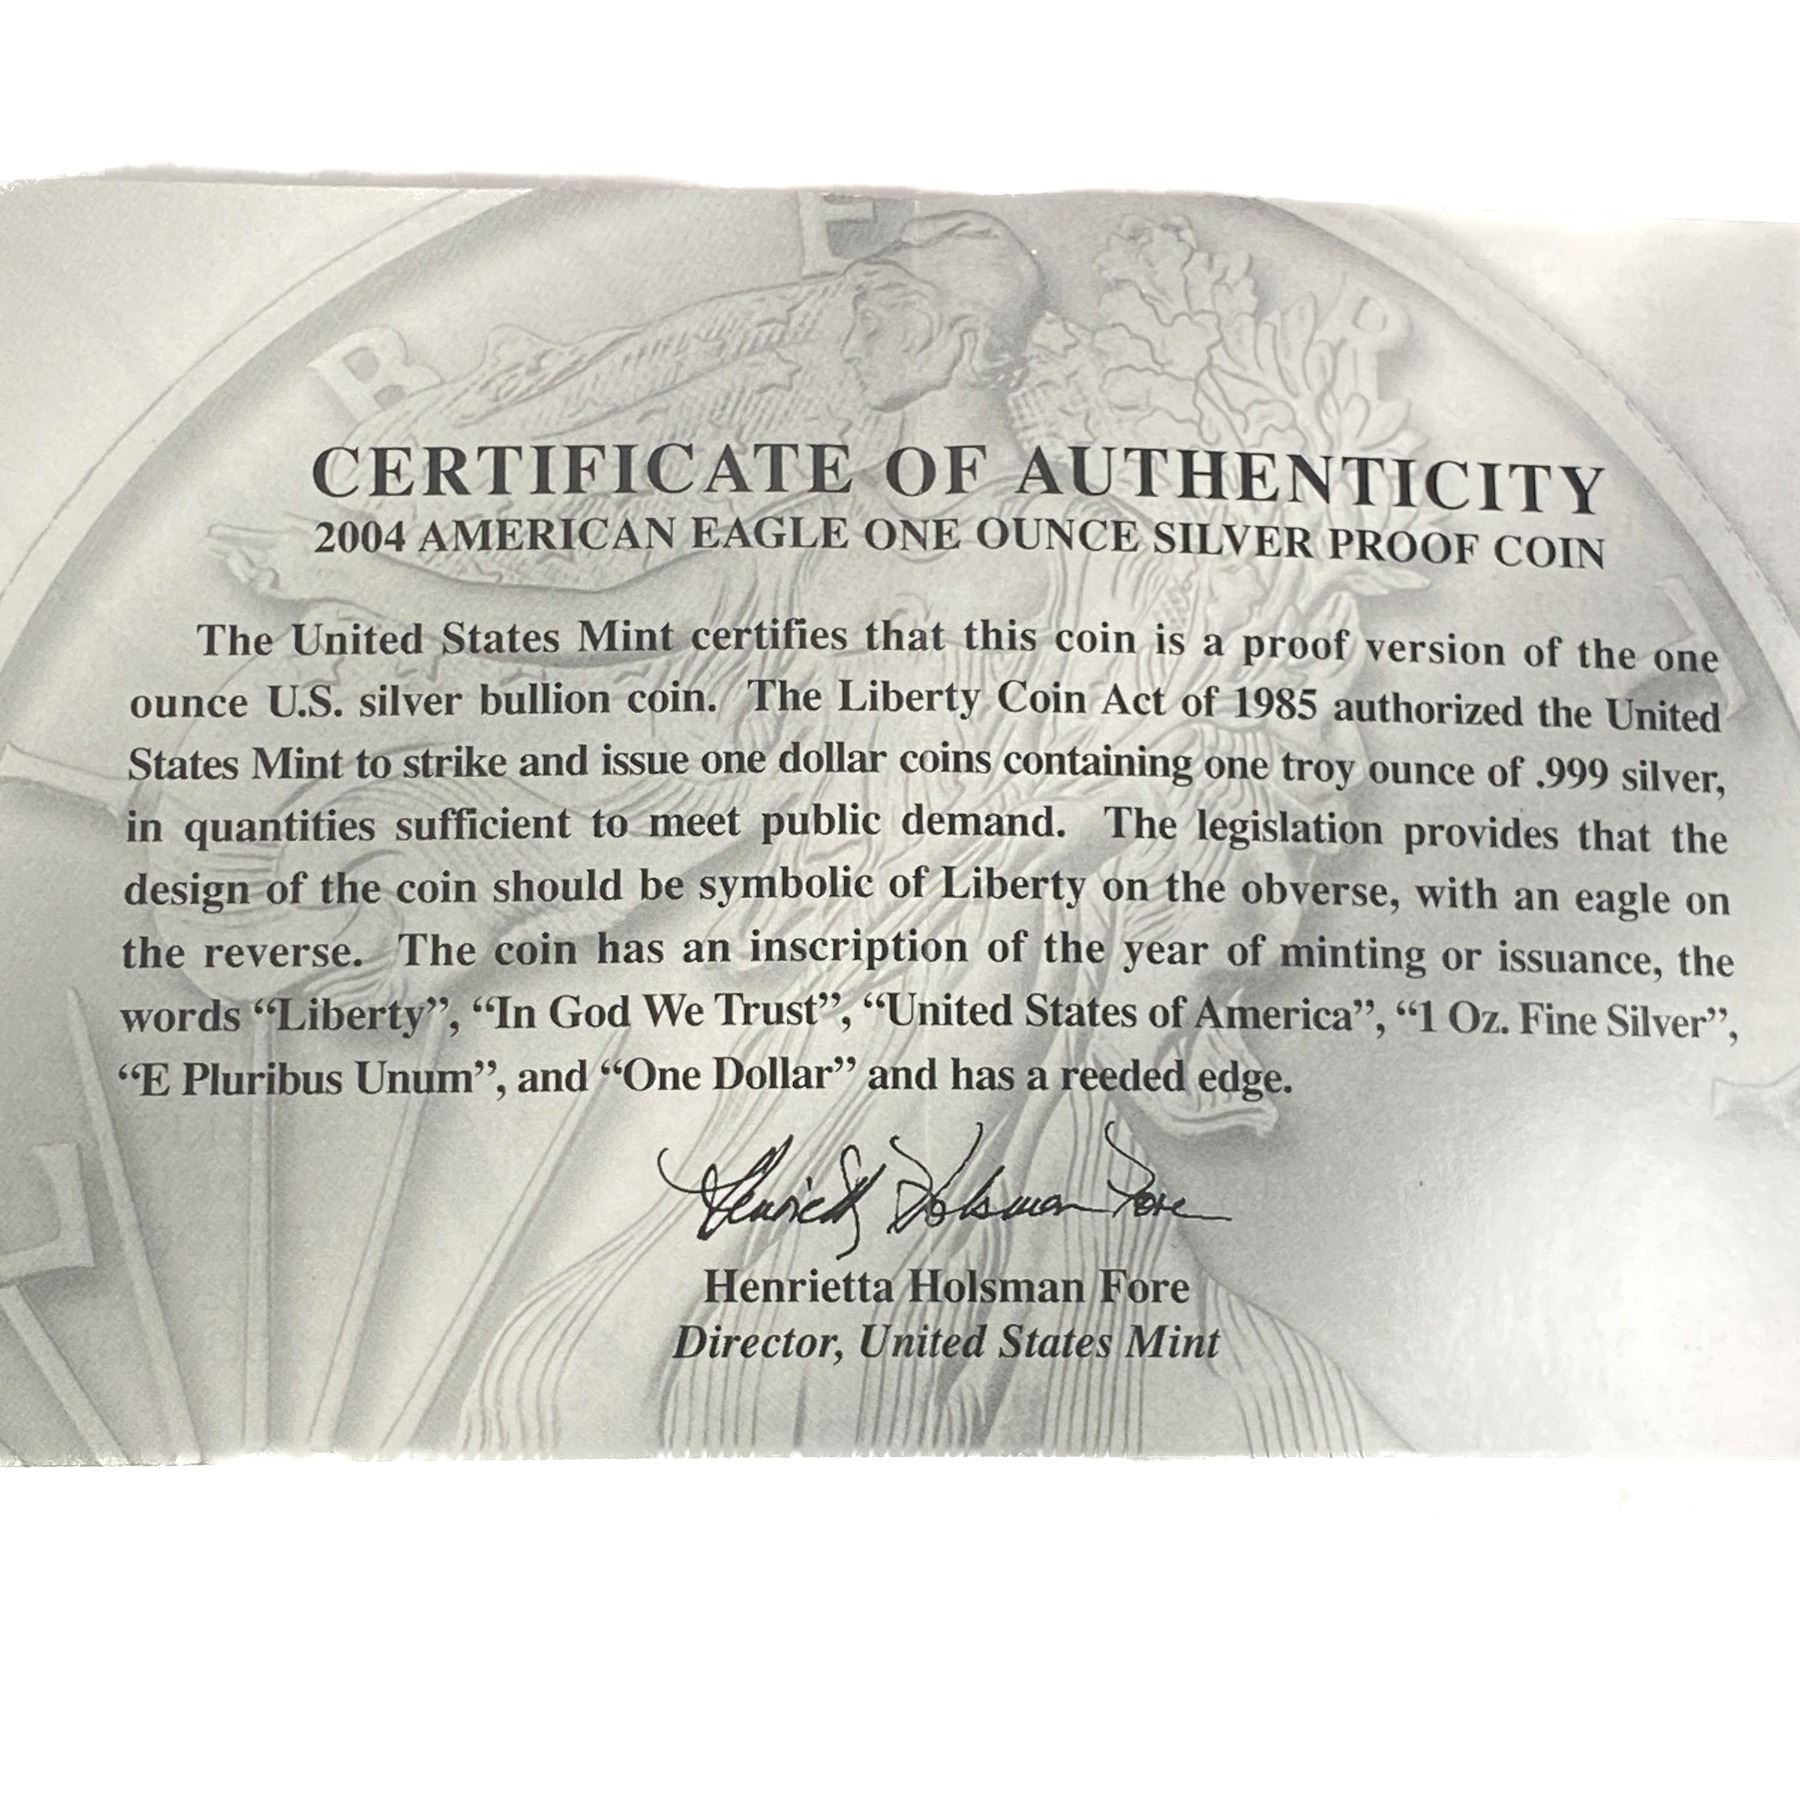 CERTIFICATE OF AUTHENTICITY
2004 AMERICAN EAGLE ONE OUNCE SILVER PROOF COIN
The United States Mint certifies that this coin is a proof version of the one
ounce U.S. silver bullion coin. The Liberty Coin Act of 1985 authorized the United
States Mint to strike and issue one dollar coins containing one troy ounce of .999 silver,
in quantities sufficient to meet public demand. The legislation provides that the
design of the coin should be symbolic of Liberty on the obverse, with an eagle on
the reverse. The coin has an inscription of the year of minting or issuance, the
words “Liberty”, “In God We Trust”, “United States of America”, “1 Oz. Fine Silver”,
“E Pluribus Unum”, and “One Dollar” and has a reeded edge.
Henrietta Holsman Fore
Henrietta Holsman Fore
Director, United States Mint